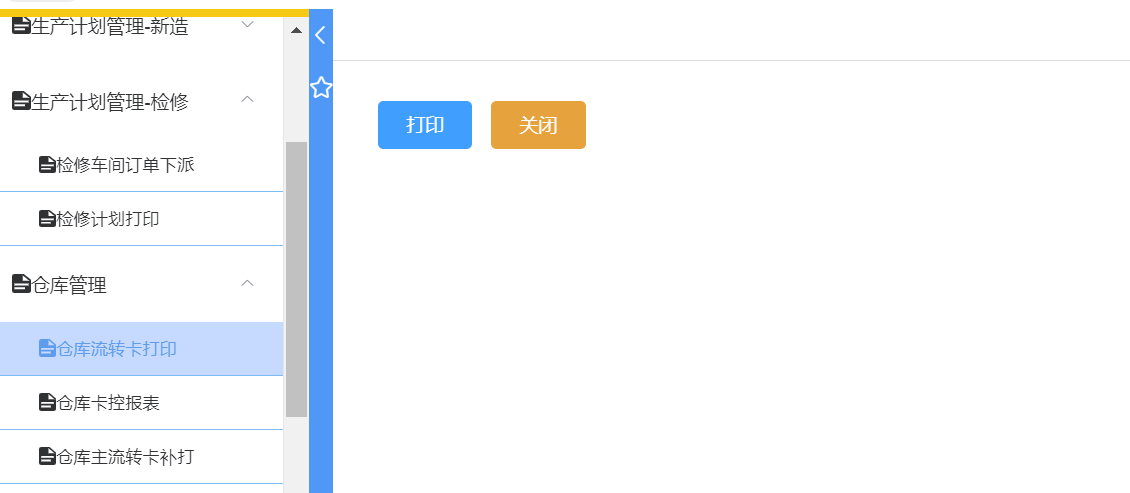 生产计划管理-新造
生产计划管理-检修
检修车间订单下派
检修计划打印
仓库管理
仓库流转卡打印
仓库卡控报表
仓库主流转卡补打
打印
关闭